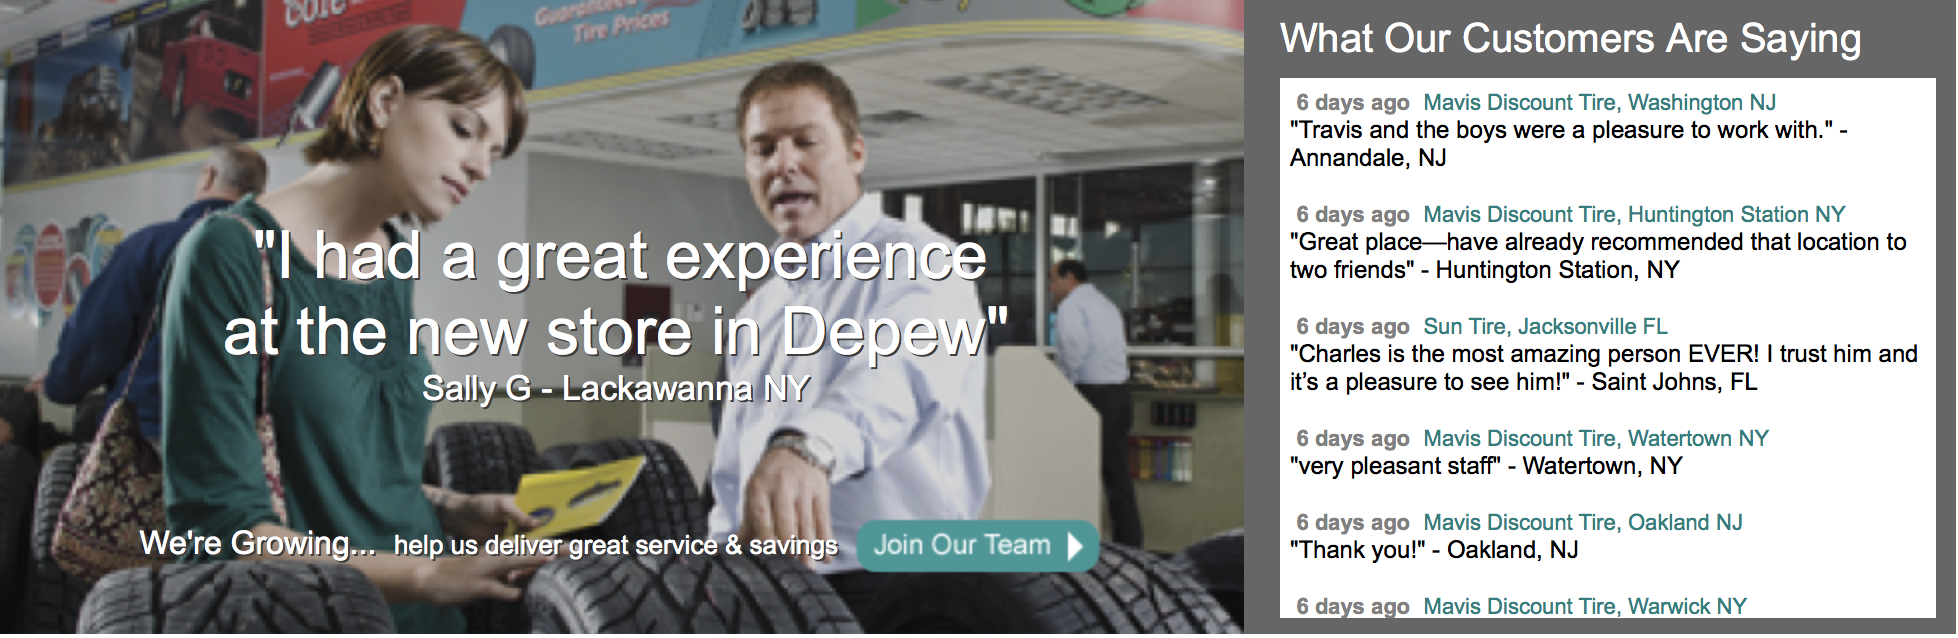 Guaranteed
Tire Prices
"I had a great experience
at the new store in Depew"
Sally G - Lackawanna NY
We're Growing... help us deliver great service & savings
Join Our Team
What Our Customers Are Saying
6 days ago Mavis Discount Tire, Washington NJ
"Travis and the boys were a pleasure to work with." -
Annandale, NJ
6 days ago Mavis Discount Tire, Huntington Station NY
"Great place—have already recommended that location to
two friends" - Huntington Station, NY
6 days ago Sun Tire, Jacksonville FL
"Charles is the most amazing person EVER! I trust him and
it’s a pleasure to see him!" - Saint Johns, FL
6 days ago Mavis Discount Tire, Watertown NY
"very pleasant staff" - Watertown, NY
6 days ago Mavis Discount Tire, Oakland NJ
"Thank you!" - Oakland, NJ
6 days ago Mavis Discount Tire, Warwick NY